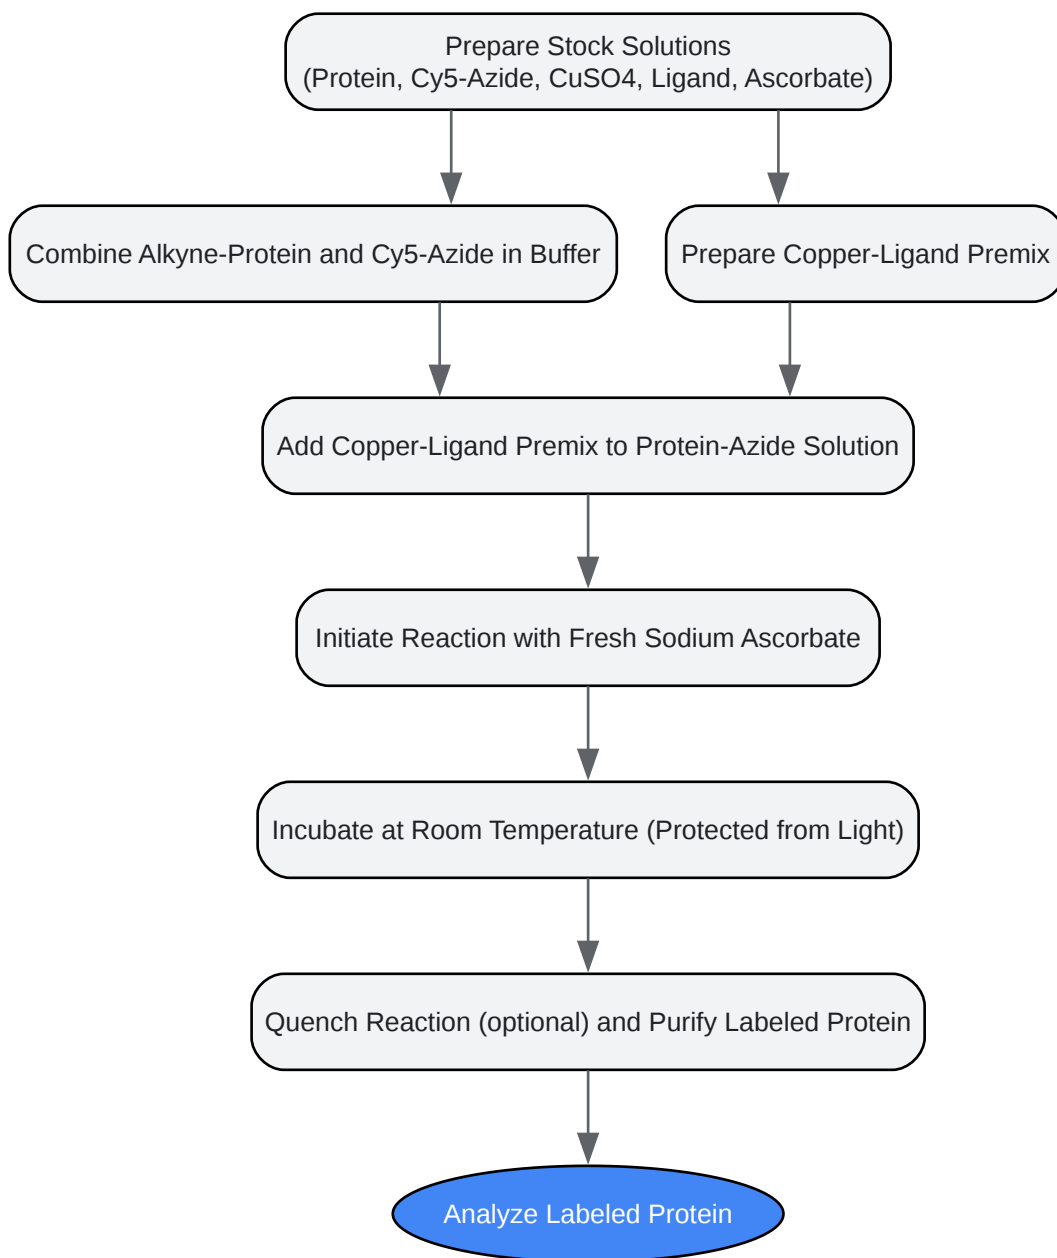 Prepare Stock Solutions
(Protein, Cy5-Azide, CuSO4, Ligand, Ascorbate)
Combine Alkyne-Protein and Cy5-Azide in Buffer
Prepare Copper-Ligand Premix
Add Copper-Ligand Premix to Protein-Azide Solution
Initiate Reaction with Fresh Sodium Ascorbate
Incubate at Room Temperature (Protected from Light)
Quench Reaction (optional) and Purify Labeled Protein
Analyze Labeled Protein